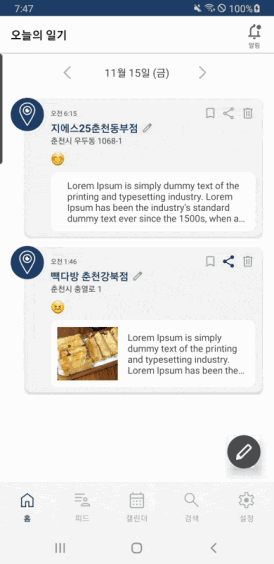 7:47
100%
오늘의 일기
알림
11월 15일 (금)
오전 6:15
지에스25춘천동부점
춘천시 우두동 1068-1
Lorem Ipsum is simply dummy text of the
printing and typesetting industry. Lorem
Ipsum has been the industry's standard
dummy text ever since the 1500s, when a...
오전 1:46
빽다방 춘천강북점
춘천시 충열로 1
Lorem Ipsum is simply
dummy text of the printing
and typesetting industry.
Lorem Ipsum has been the...
홈
피드
캘린더
검색
설정